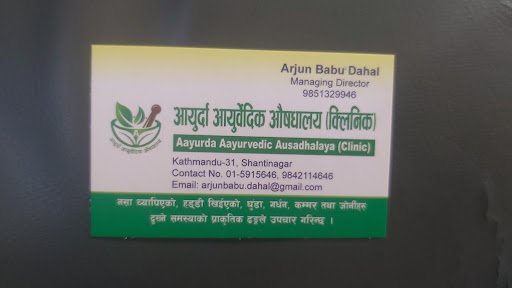 Arjun Babu Dahal
Managing Director
9851329946
आयुर्दा आयुर्वेदिक औषधालय (क्लिनिक)
Aayurda Aayurvedic Ausadhalaya (Clinic)
Kathmandu-31, Shantinagar
Contact No. 01-5915646, 9842114646
Email: arjunbabu.dahal@gmail.com
नसा च्यापिएको, हड्डी खिईएको, घुंडा, गर्धन, कम्मर तथा जोर्नीहरु
दुख्ने समस्याको प्राकृतिक ढङ्गले उपचार गरिन्छ ।